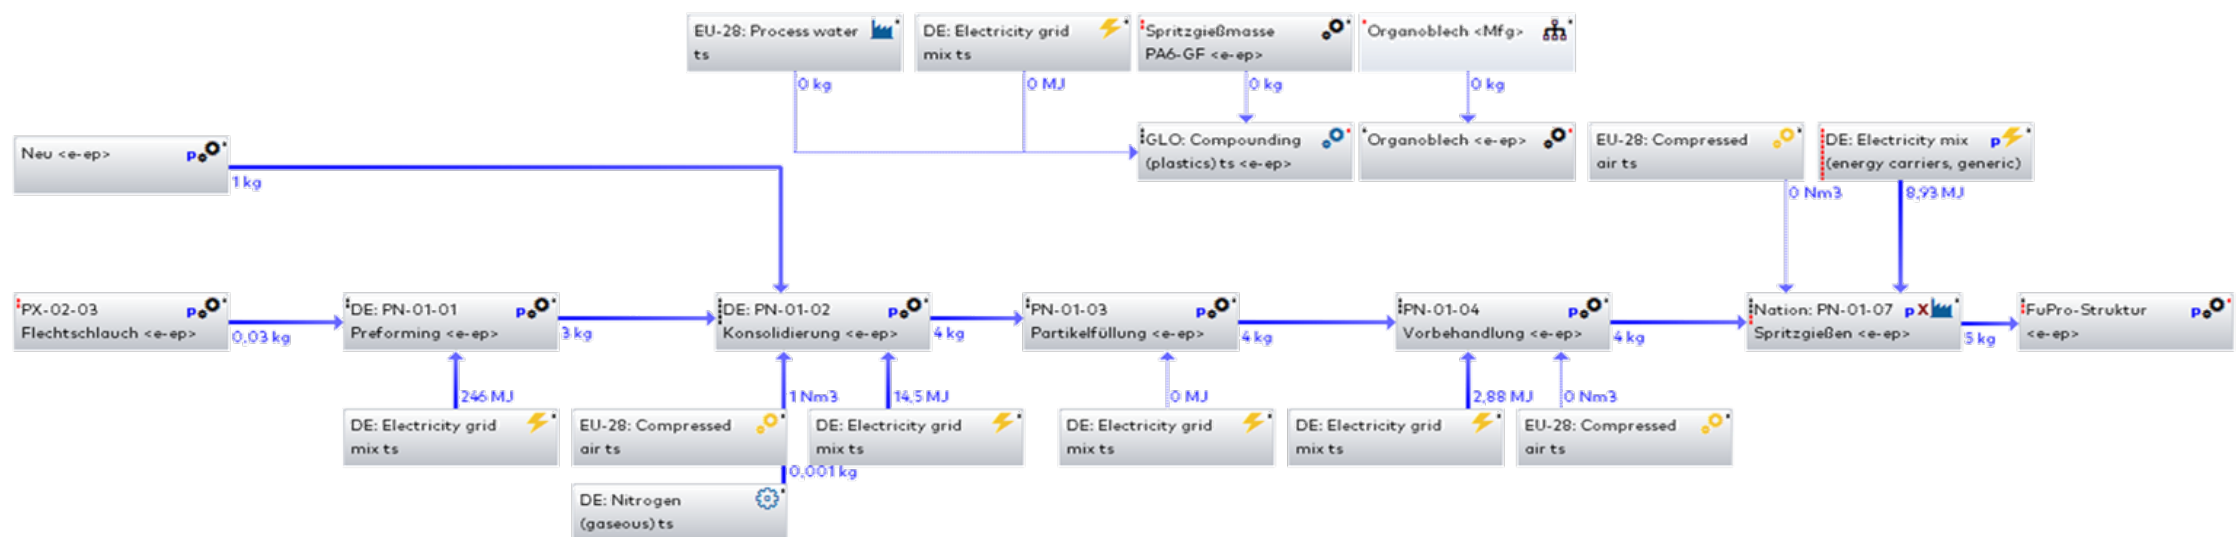 EU-28: Process water
ts
DE: Electricity grid
mix ts
Spritzgießmasse
PA6-GF <e-ep>
Organoblech <Mfg>
0 kg
0 MJ
0 kg
0 kg
Neu <e-ep>
p
1 kg
GLO: Compounding
(plastics) ts <e-ep>
Organoblech <e-ep>
EU-28: Compressed
air ts
DE: Electricity mix
(energy carriers, generic)
p
0 Nm3
8,93 MJ
PX-02-03
Flechtschlauch <e-ep>
p
0,03 kg
DE: PN-01-01
Preforming <e-ep>
p
3 kg
DE: PN-01-02
Konsolidierung <e-ep>
p
4 kg
PN-01-03
Partikelfüllung <e-ep>
p
4 kg
PN-01-04
Vorbehandlung <e-ep>
p
4 kg
Nation: PN-01-07
Spritzgießen <e-ep>
p X
5 kg
FuPro-Struktur
<e-ep>
p
246 MJ
1 Nm3
14,5 MJ
0 MJ
2,88 MJ
0 Nm3
DE: Electricity grid
mix ts
EU-28: Compressed
air ts
DE: Electricity grid
mix ts
DE: Electricity grid
mix ts
DE: Electricity grid
mix ts
EU-28: Compressed
air ts
0,001 kg
DE: Nitrogen
(gaseous) ts